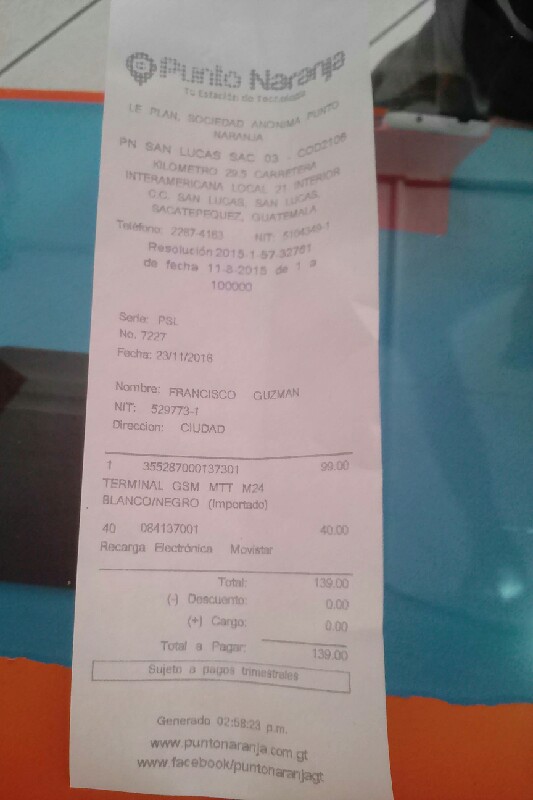 Punto Naranja
Tu Estación de Tecnología
LE PLAN, SOCIEDAD ANONIMA PUNTO
NARANJA
PN SAN LUCAS SAC 03 - COD2106
KILOMETRO 29.5 CARRETERA
INTERAMERICANA LOCAL 21 INTERIOR
C.C. SAN LUCAS, SAN LUCAS,
SACATEPEQUEZ, GUATEMALA
Teléfono: 2287-4163 NIT: 5104349-1
Resolución 2015-1-57-32761
de fecha 11-8-2015 de 1 a
100000
Serie: PSL
No. 7227
Fecha: 23/11/2016
Nombre: FRANCISCO GUZMAN
NIT: 529773-1
Direccion: CIUDAD
1 355287000137301 99.00
TERMINAL GSM MTT M24
BLANCO/NEGRO (Importado)
40 084137001 40.00
Recarga Electrónica Movistar
Total: 139.00
(-) Descuento: 0.00
(+) Cargo: 0.00
Total a Pagar: 139.00
Sujeto a pagos trimestrales
Generado 02:58:23 p.m.
www.puntonaranja.com.gt
www.facebook/puntonaranjagt